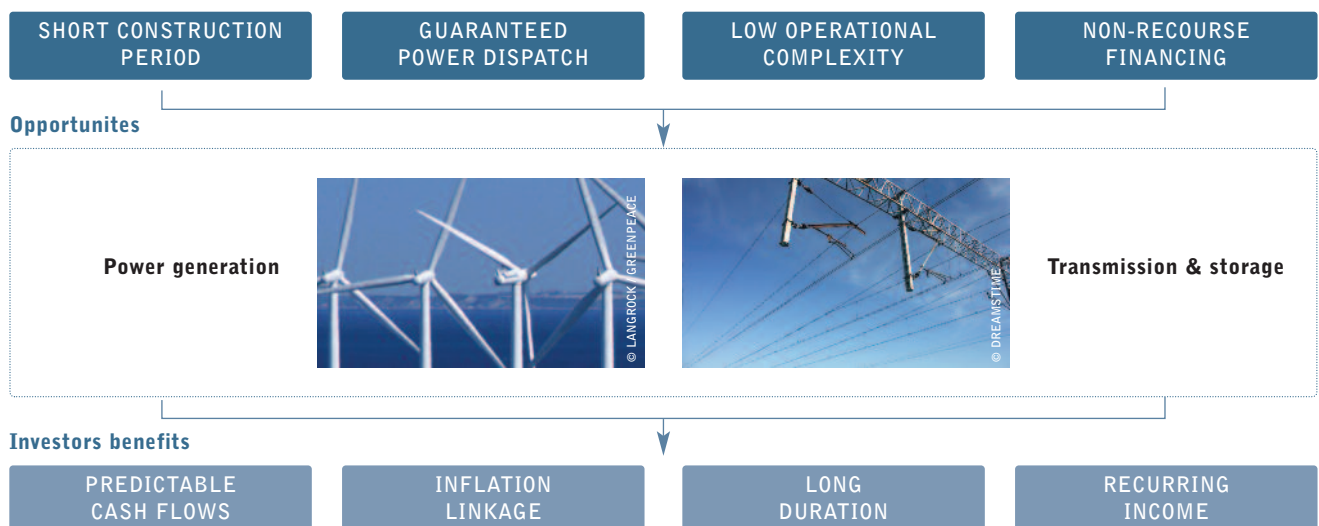 SHORT CONSTRUCTION
PERIOD
GUARANTEED
POWER DISPATCH
LOW OPERATIONAL
COMPLEXITY
NON-RECOURSE
FINANCING
Opportunites
Power generation
© LANGROCK / GREENPEACE
© DREAMSTIME
Transmission & storage
Investors benefits
PREDICTABLE
CASH FLOWS
INFLATION
LINKAGE
LONG
DURATION
RECURRING
INCOME